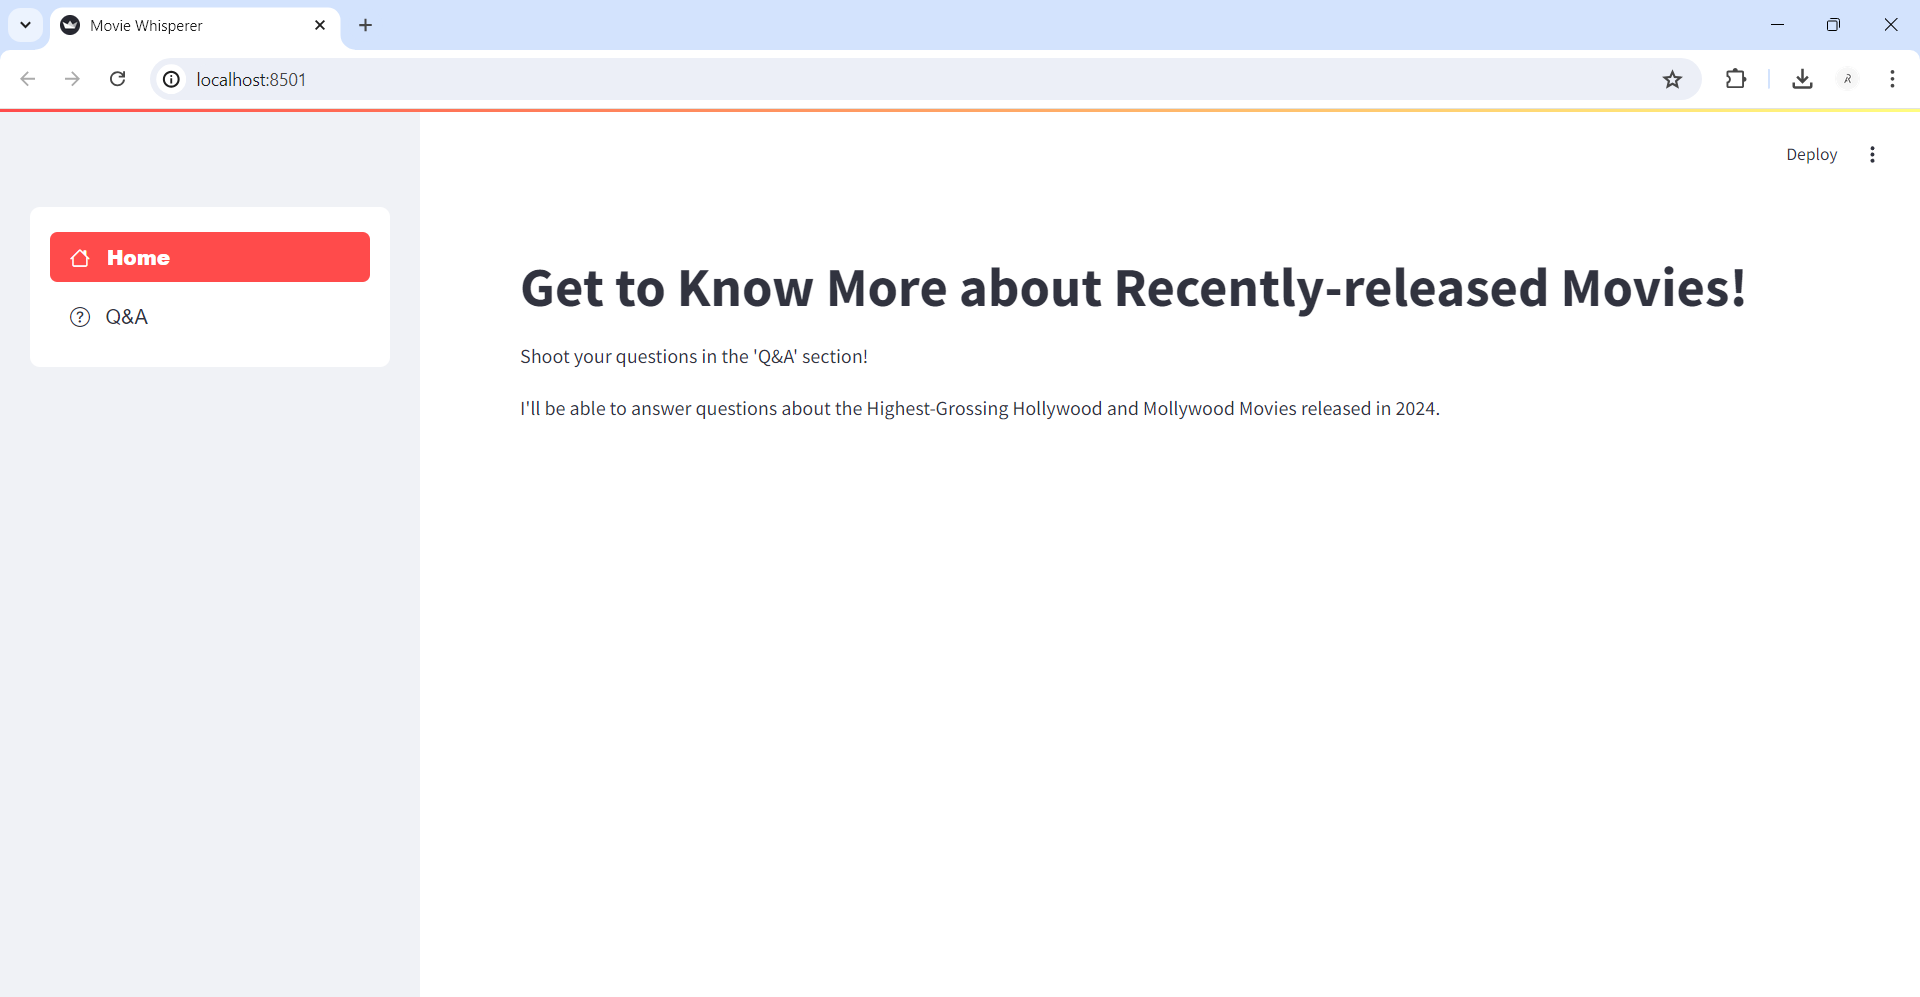 Movie Whisperer
localhost:8501
Deploy
Home
Q&A
Get to Know More about Recently-released Movies!
Shoot your questions in the 'Q&A' section!
I'll be able to answer questions about the Highest-Grossing Hollywood and Mollywood Movies released in 2024.